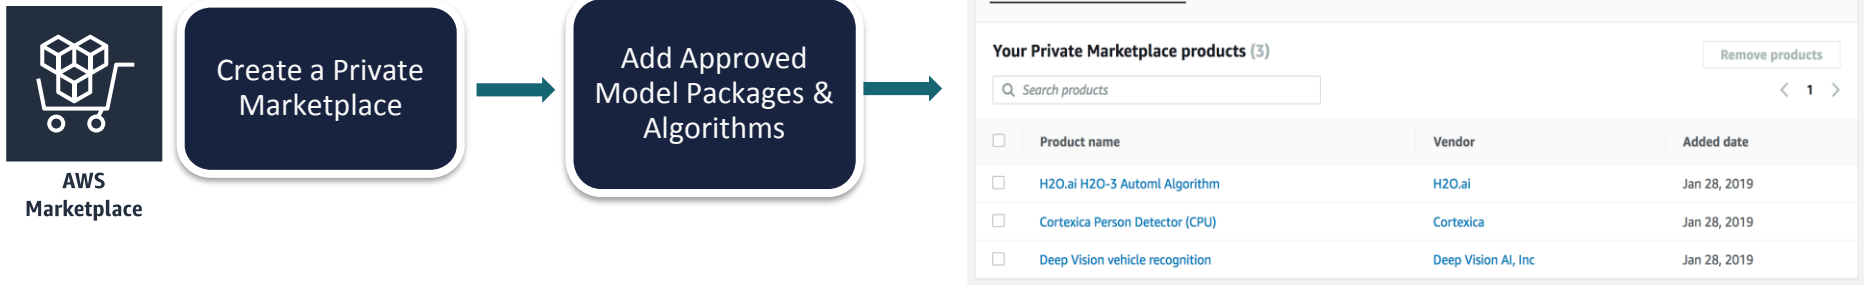 AWS
Marketplace
Create a Private
Marketplace
Add Approved
Model Packages &
Algorithms
Your Private Marketplace products (3)
Remove products
Search products
1
Product name Vendor Added date
H2O.ai H2O-3 Automl Algorithm H2O.ai Jan 28, 2019
Cortexica Person Detector (CPU) Cortexica Jan 28, 2019
Deep Vision vehicle recognition Deep Vision AI, Inc Jan 28, 2019